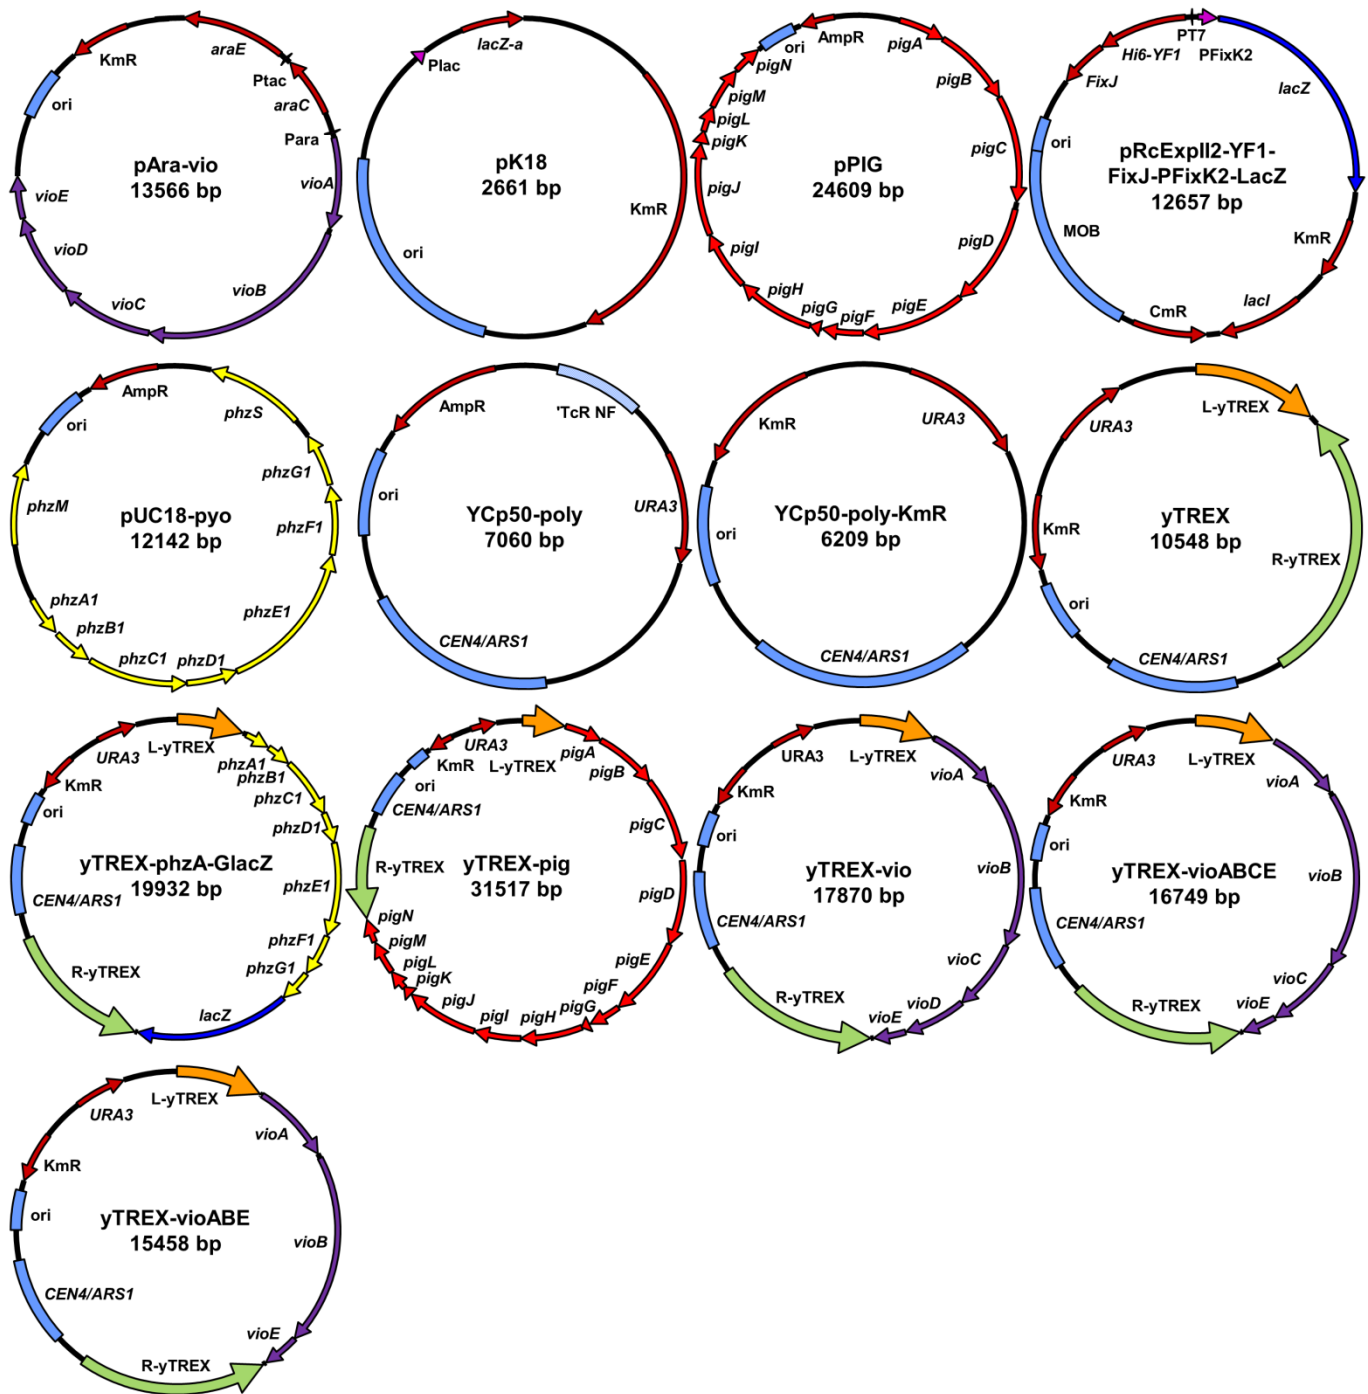 araE
KmR
Ptac
araC
ori
Para
pAra-vio
13566 bp
vioA
vioE
vioD
vioB
vioC
lacZ-a
Plac
pK18
2661 bp
KmR
ori
AmpR
ori
pigA
pigN
pigB
pigM
pigL
pigK
pigC
pPIG
24609 bp
pigJ
pigD
pigI
pigH
pigE
pigG
pigF
PT7
Hi6-YF1
PFixK2
FixJ
lacZ
ori
pRcExpII2-YF1-
FixJ-PFixK2-LacZ
12657 bp
MOB
KmR
lacI
CmR
AmpR
phzS
ori
phzG1
phzM
pUC18-pyo
12142 bp
phzF1
phzA1
phzB1
phzE1
phzC1
phzD1
'TcR NF
AmpR
ori
URA3
YCp50-poly
7060 bp
CEN4/ARS1
KmR
URA3
YCp50-poly-KmR
6209 bp
ori
CEN4/ARS1
L-yTREX
URA3
yTREX
10548 bp
KmR
R-yTREX
ori
CEN4/ARS1
URA3
L-yTREX
phzA1
KmR
phzB1
phzC1
ori
phzD1
yTREX-phzA-GlacZ
19932 bp
phzE1
CEN4/ARS1
phzF1
R-yTREX
phzG1
lacZ
URA3
KmR
L-yTREX
pigA
ori
pigB
CEN4/ARS1
pigC
yTREX-pig
31517 bp
R-yTREX
pigD
pigN
pigM
pigE
pigL
pigK
pigF
pigJ
pigG
pigI
pigH
URA3
L-yTREX
KmR
vioA
ori
yTREX-vio
17870 bp
vioB
CEN4/ARS1
vioC
R-yTREX
vioD
vioE
URA3
L-yTREX
KmR
vioA
ori
yTREX-vioABCE
16749 bp
vioB
CEN4/ARS1
vioC
R-yTREX
vioE
L-yTREX
URA3
vioA
KmR
ori
yTREX-vioABE
15458 bp
vioB
CEN4/ARS1
vioE
R-yTREX